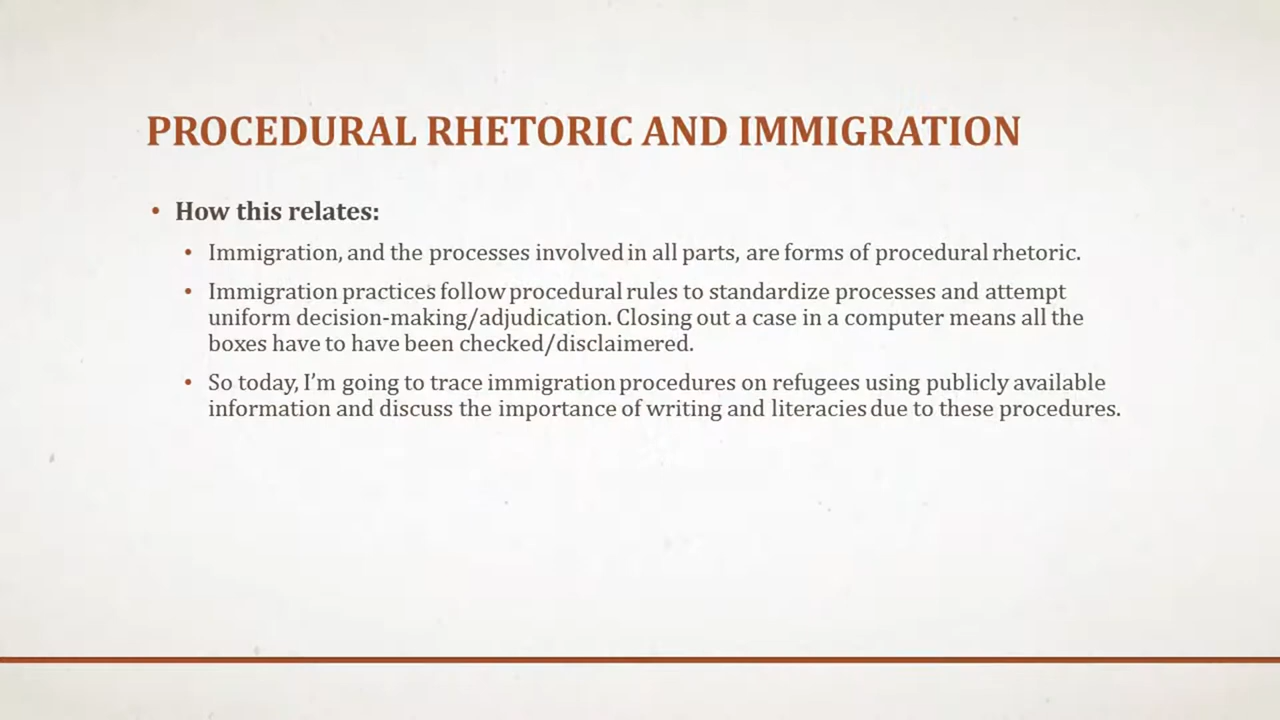 PROCEDURAL RHETORIC AND IMMIGRATION
• How this relates:
• Immigration, and the processes involved in all parts, are forms of procedural rhetoric.
• Immigration practices follow procedural rules to standardize processes and attempt
uniform decision-making/adjudication. Closing out a case in a computer means all the
boxes have to have been checked/disclaimered.
• So today, I’m going to trace immigration procedures on refugees using publicly available
information and discuss the importance of writing and literacies due to these procedures.